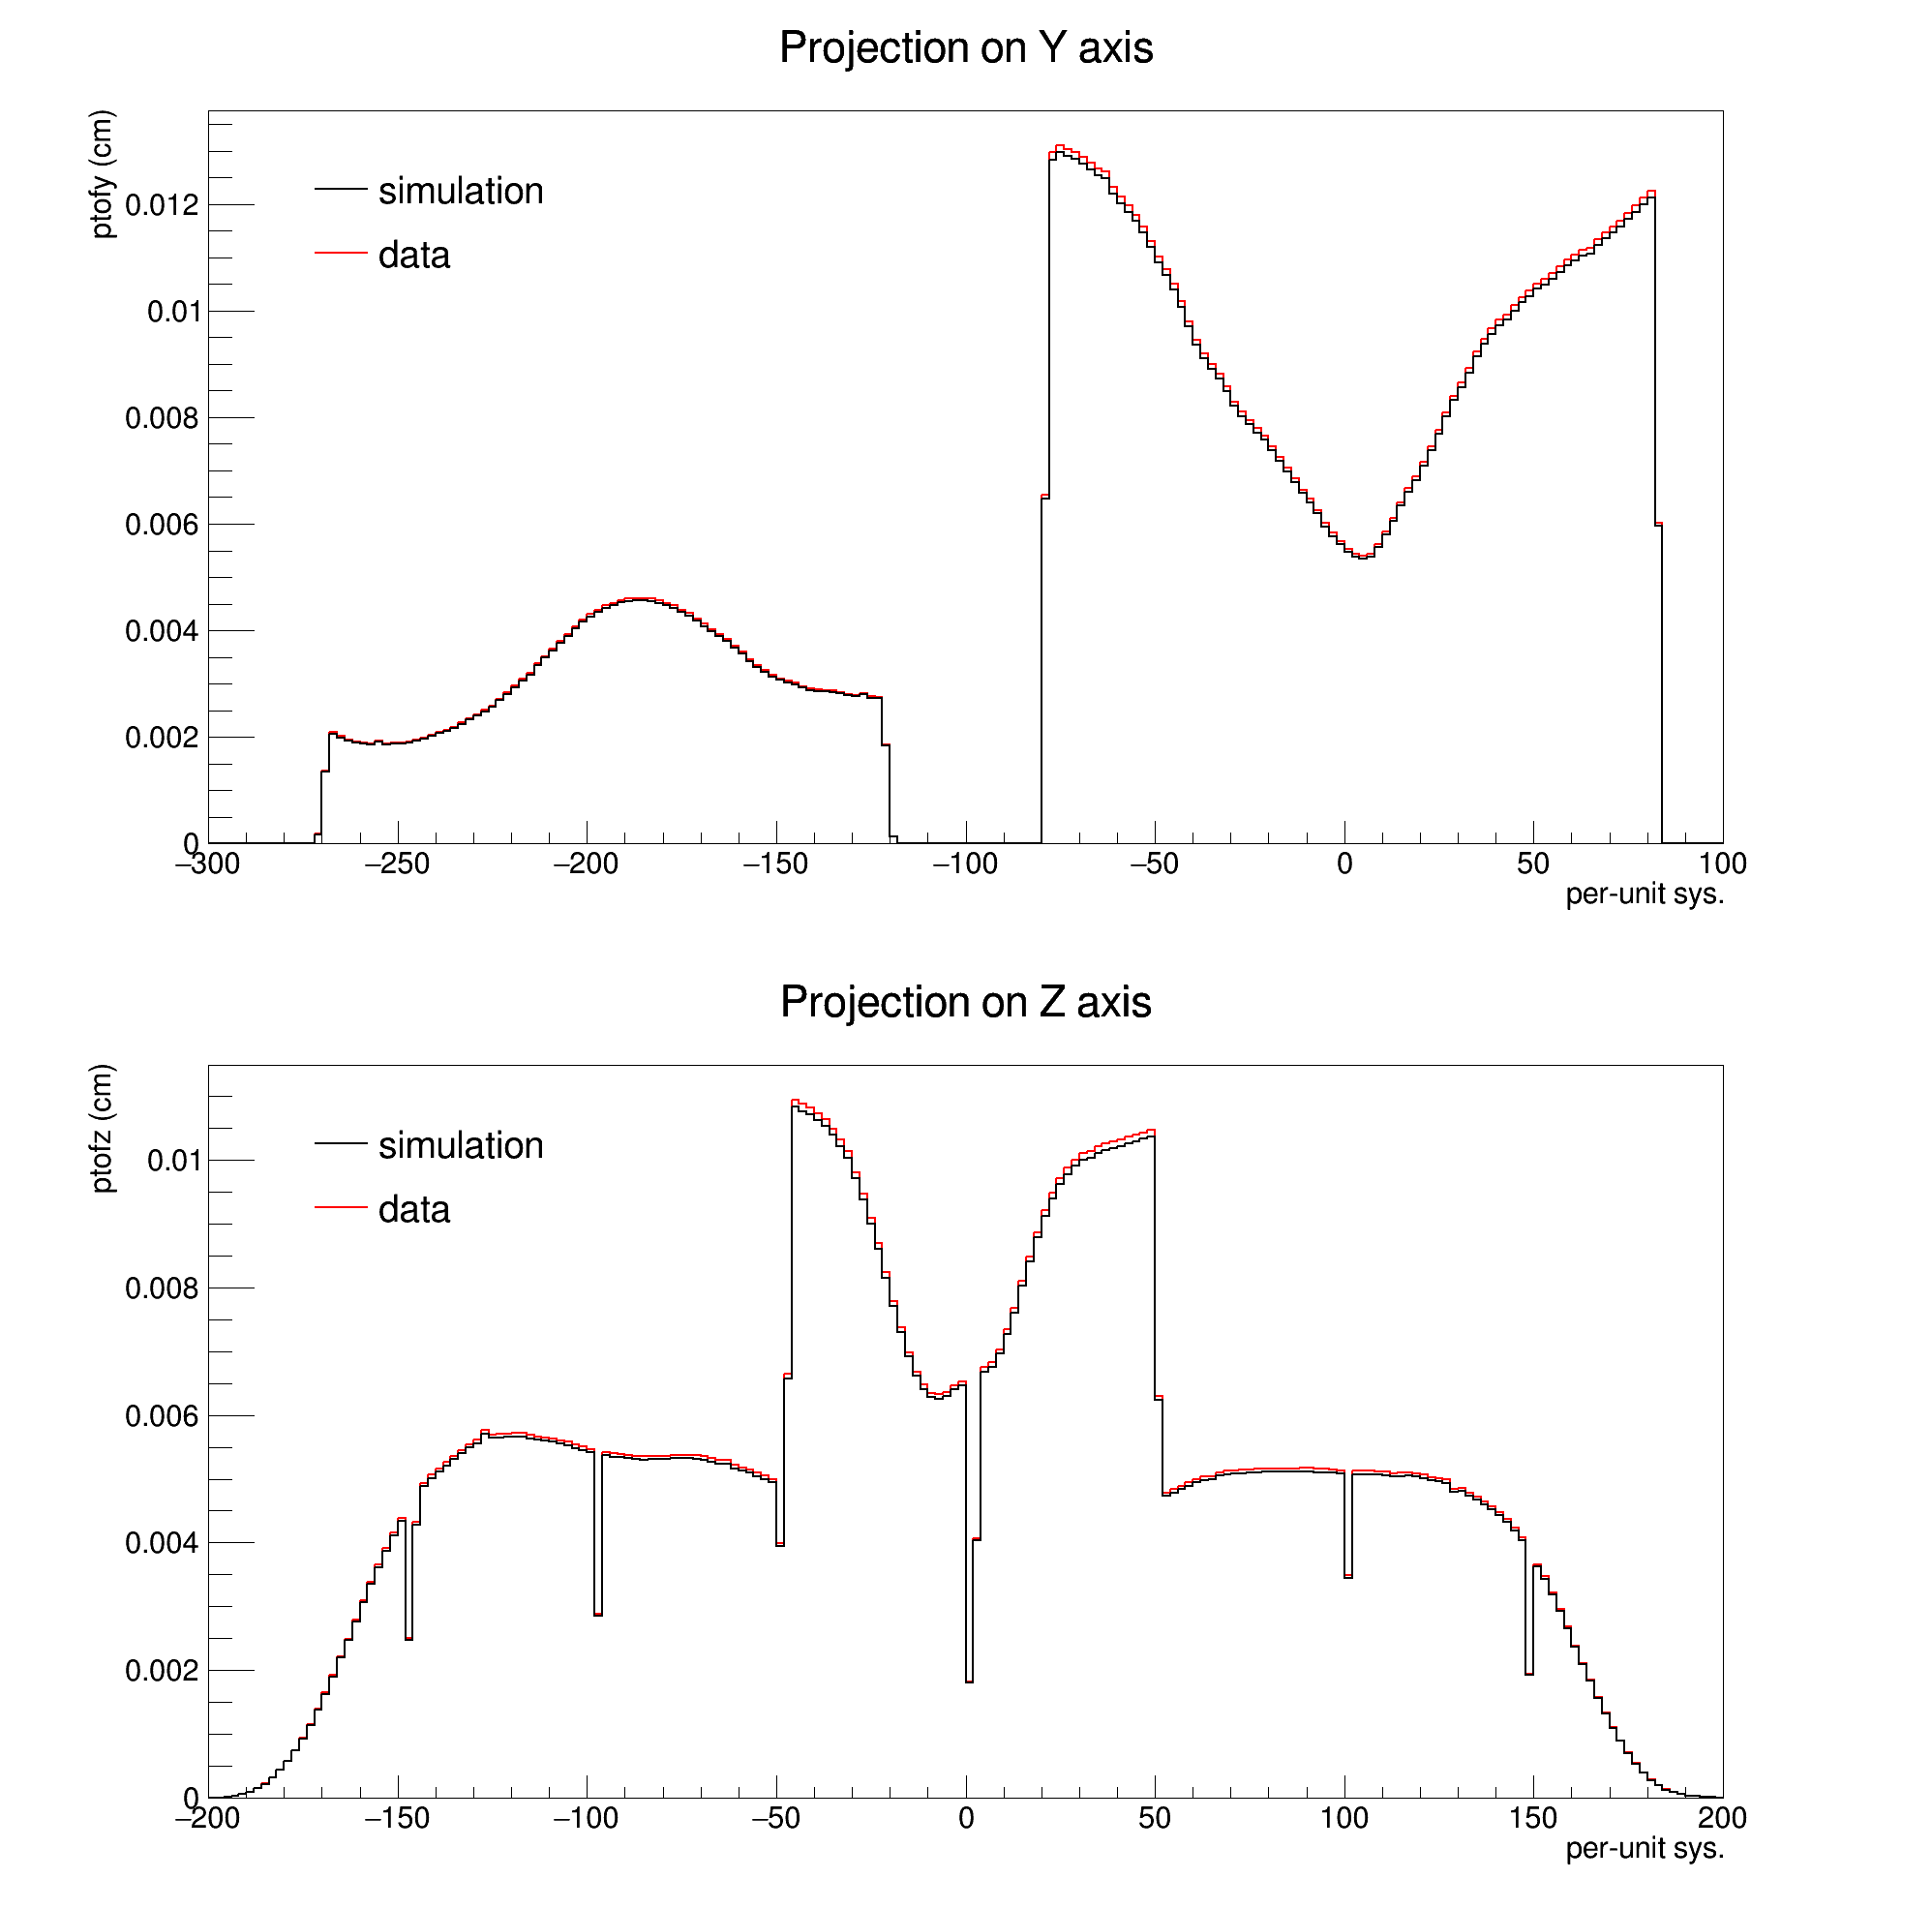 Projection on Y axis
ptofy (cm)
simulation
data
0.012
0.01
0.008
0.006
0.004
0.002
0
−300 −250 −200 −150 −100 −50 0 50 100
per-unit sys.
Projection on Z axis
ptofz (cm)
simulation
data
0.01
0.008
0.006
0.004
0.002
0
−200 −150 −100 −50 0 50 100 150 200
per-unit sys.